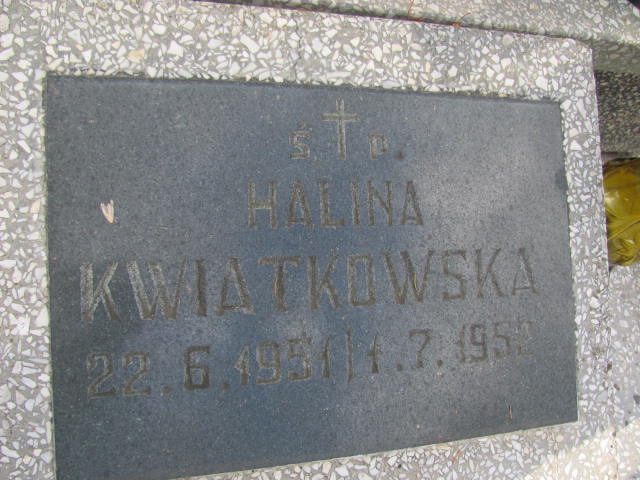 Ś † P.
HALINA
KWIATKOWSKA
22.6.1951 1.7.1952